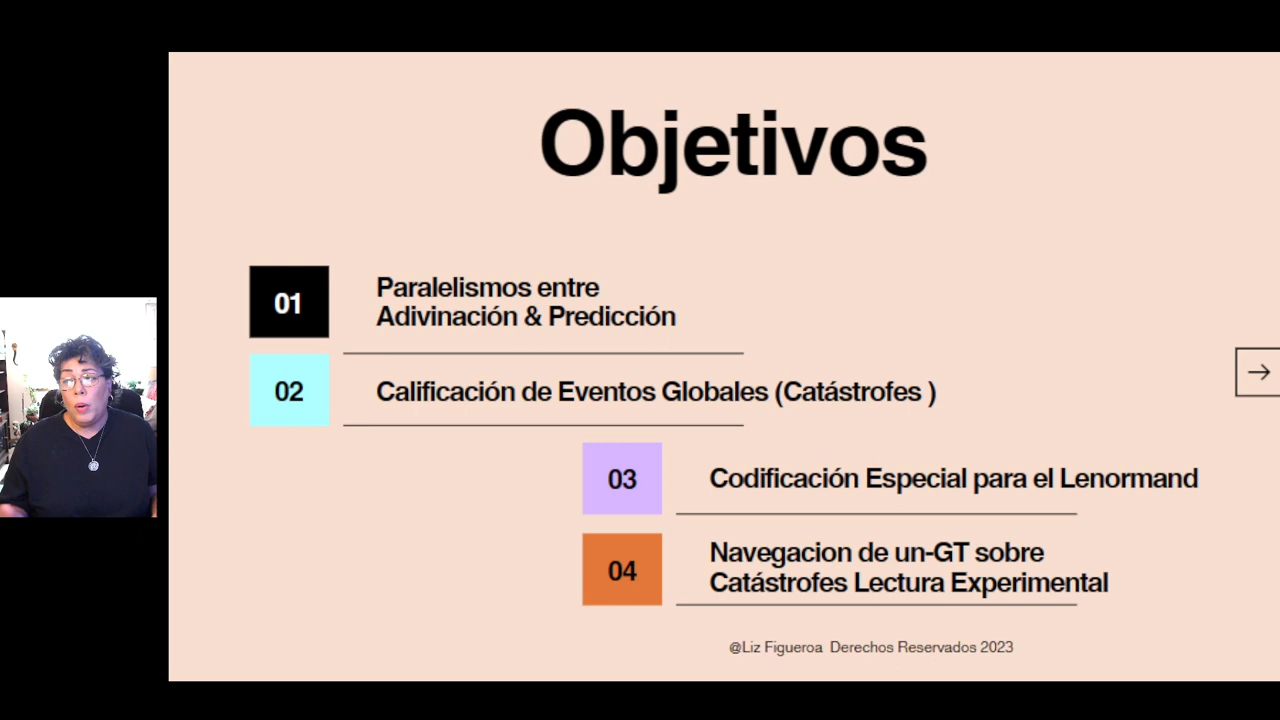 Objetivos
01
Paralelismos entre
Adivinación & Predicción
02
Calificación de Eventos Globales (Catástrofes )
03
Codificación Especial para el Lenormand
04
Navegacion de un-GT sobre
Catástrofes Lectura Experimental
@Liz Figueroa Derechos Reservados 2023